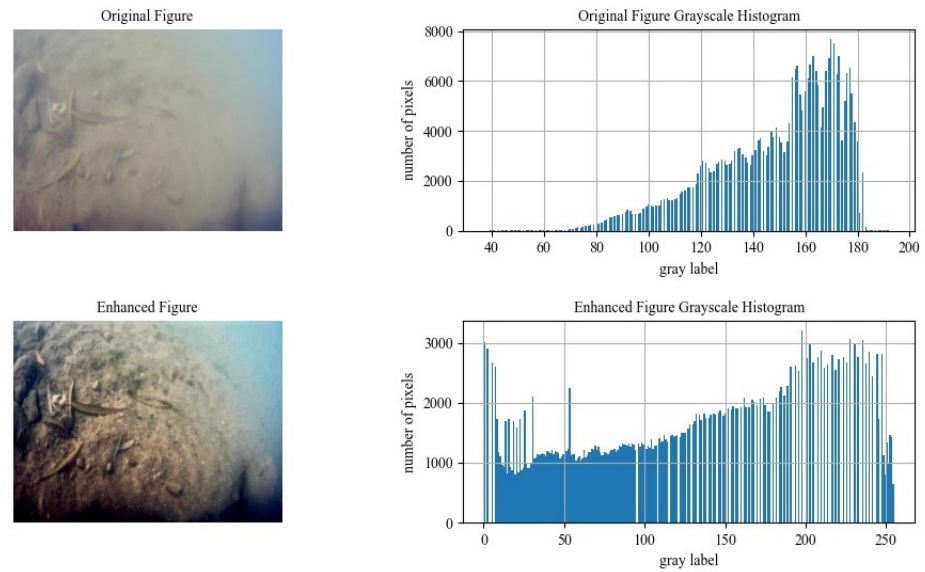 Original Figure
Original Figure Grayscale Histogram
8000
6000
4000
2000
0
number of pixels
40 60 80 100 120 140 160 180 200
gray label
Enhanced Figure
Enhanced Figure Grayscale Histogram
3000
2000
1000
0
number of pixels
0 50 100 150 200 250
gray label